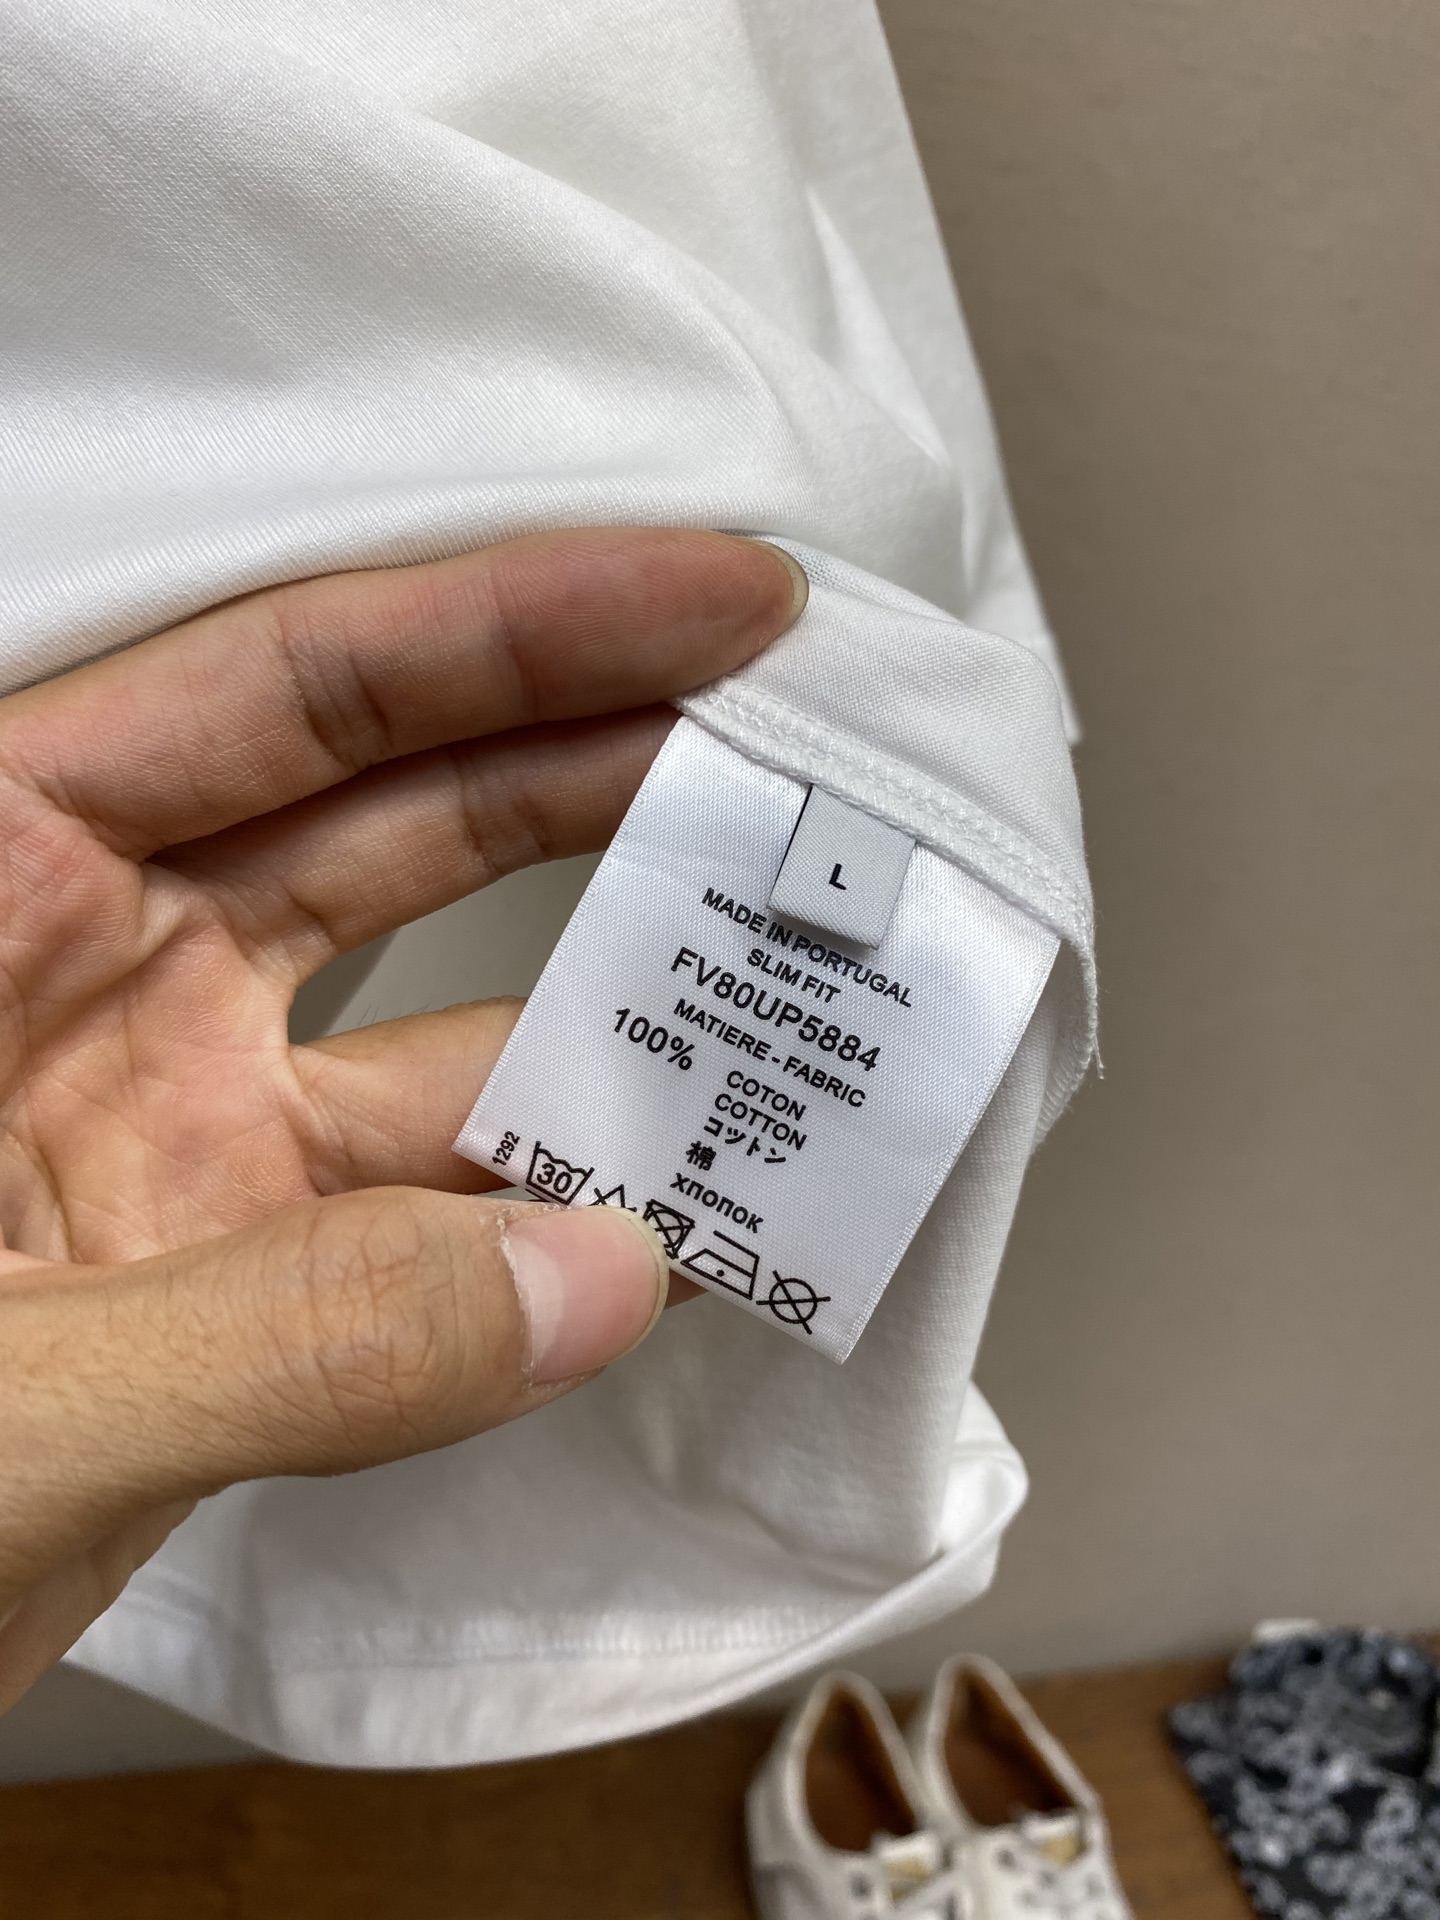 L
MADE IN PORTUGAL
SLIM FIT
FV80UP5884
MATIERE - FABRIC
100%
COTON
COTTON
コットン
棉
хлопок
1292
30